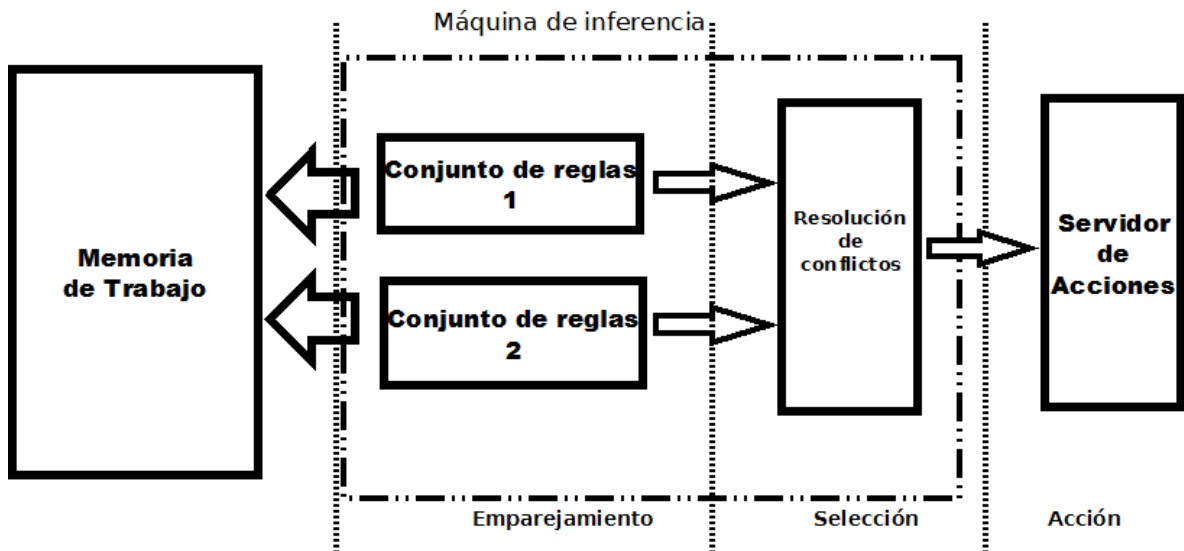 Máquina de inferencia
Conjunto de reglas
1
Memoria
de Trabajo
Conjunto de reglas
2
Resolución
de
conflictos
Servidor
de
Acciones
Emparejamiento
Selección
Acción